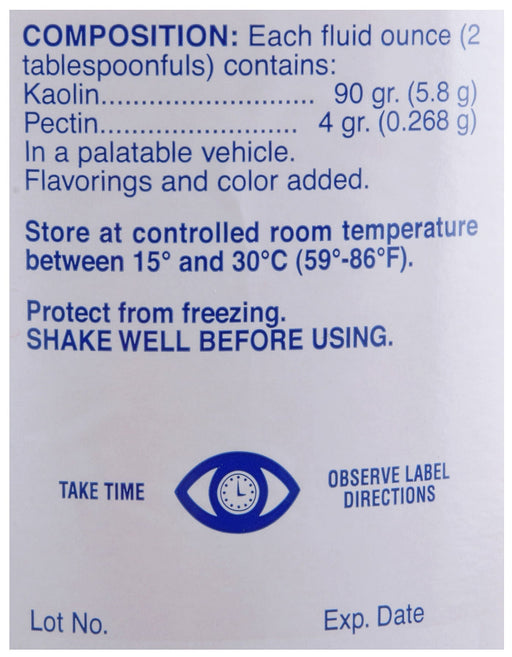 COMPOSITION: Each fluid ounce (2
tablespoonfuls) contains:
Kaolin........................... 90 gr. (5.8 g)
Pectin......................... 4 gr. (0.268 g)
In a palatable vehicle.
Flavorings and color added.
Store at controlled room temperature
between 15° and 30°C (59°-86°F).
Protect from freezing.
SHAKE WELL BEFORE USING.
TAKE TIME
OBSERVE LABEL
DIRECTIONS
Lot No.
Exp. Date